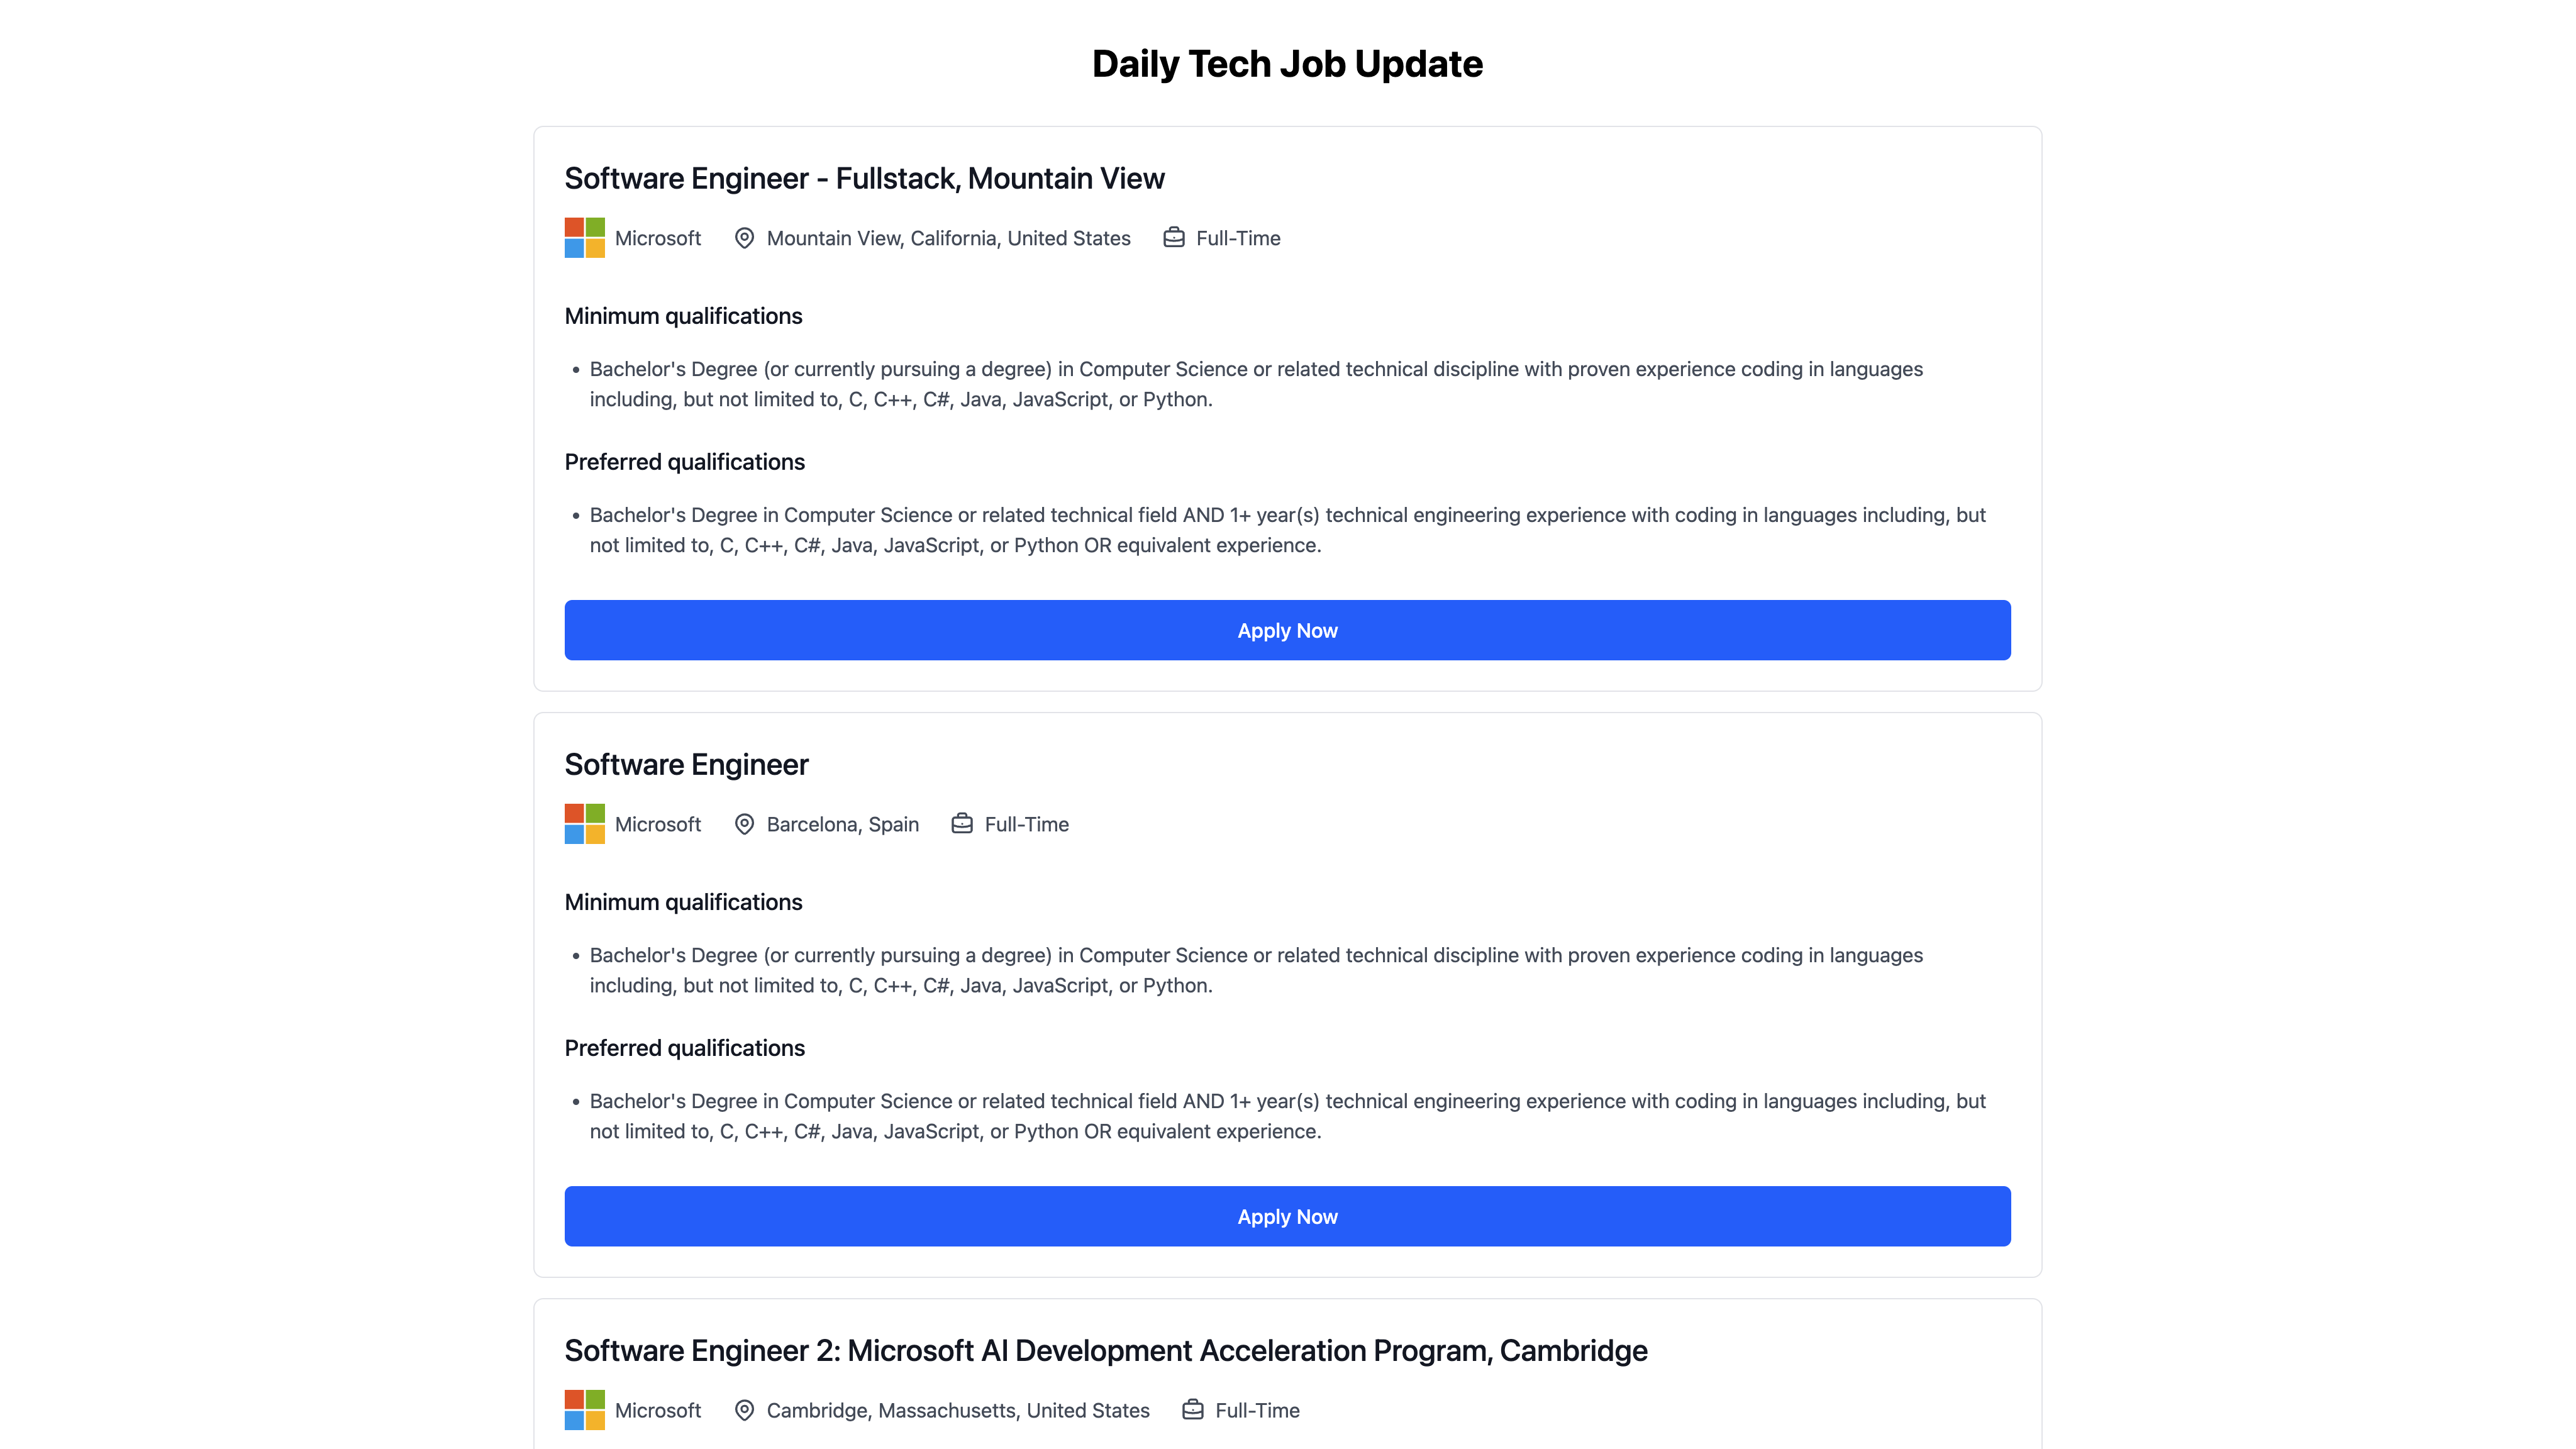 Daily Tech Job Update
Software Engineer - Fullstack, Mountain View
Microsoft Mountain View, California, United States Full-Time
Minimum qualifications
• Bachelor's Degree (or currently pursuing a degree) in Computer Science or related technical discipline with proven experience coding in languages
including, but not limited to, C, C++, C#, Java, JavaScript, or Python.
Preferred qualifications
• Bachelor's Degree in Computer Science or related technical field AND 1+ year(s) technical engineering experience with coding in languages including, but
not limited to, C, C++, C#, Java, JavaScript, or Python OR equivalent experience.
Apply Now
Software Engineer
Microsoft Barcelona, Spain Full-Time
Minimum qualifications
• Bachelor's Degree (or currently pursuing a degree) in Computer Science or related technical discipline with proven experience coding in languages
including, but not limited to, C, C++, C#, Java, JavaScript, or Python.
Preferred qualifications
• Bachelor's Degree in Computer Science or related technical field AND 1+ year(s) technical engineering experience with coding in languages including, but
not limited to, C, C++, C#, Java, JavaScript, or Python OR equivalent experience.
Apply Now
Software Engineer 2: Microsoft AI Development Acceleration Program, Cambridge
Microsoft Cambridge, Massachusetts, United States Full-Time